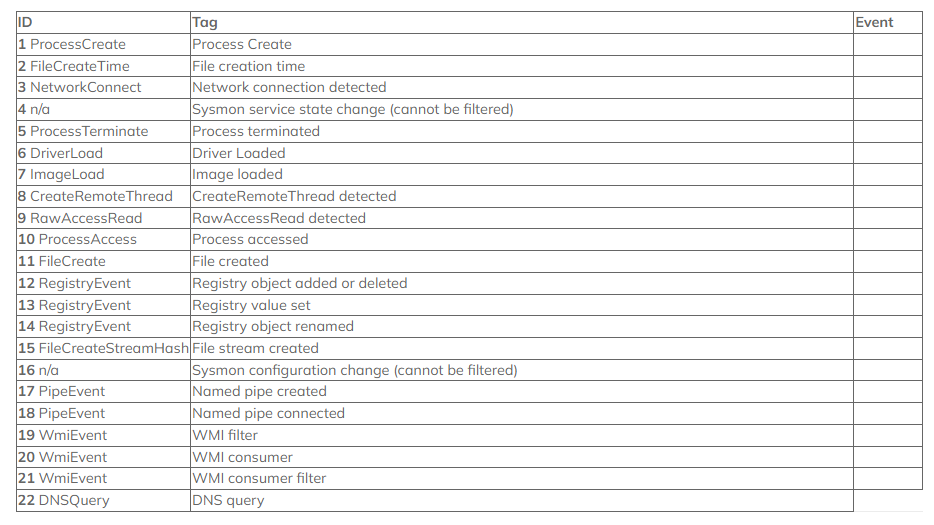 ID Tag Event
1 ProcessCreate Process Create
2 FileCreateTime File creation time
3 NetworkConnect Network connection detected
4 n/a Sysmon service state change (cannot be filtered)
5 ProcessTerminate Process terminated
6 DriverLoad Driver Loaded
7 ImageLoad Image loaded
8 CreateRemoteThread CreateRemoteThread detected
9 RawAccessRead RawAccessRead detected
10 ProcessAccess Process accessed
11 FileCreate File created
12 RegistryEvent Registry object added or deleted
13 RegistryEvent Registry value set
14 RegistryEvent Registry object renamed
15 FileCreateStreamHash File stream created
16 n/a Sysmon configuration change (cannot be filtered)
17 PipeEvent Named pipe created
18 PipeEvent Named pipe connected
19 WmiEvent WMI filter
20 WmiEvent WMI consumer
21 WmiEvent WMI consumer filter
22 DNSQuery DNS query